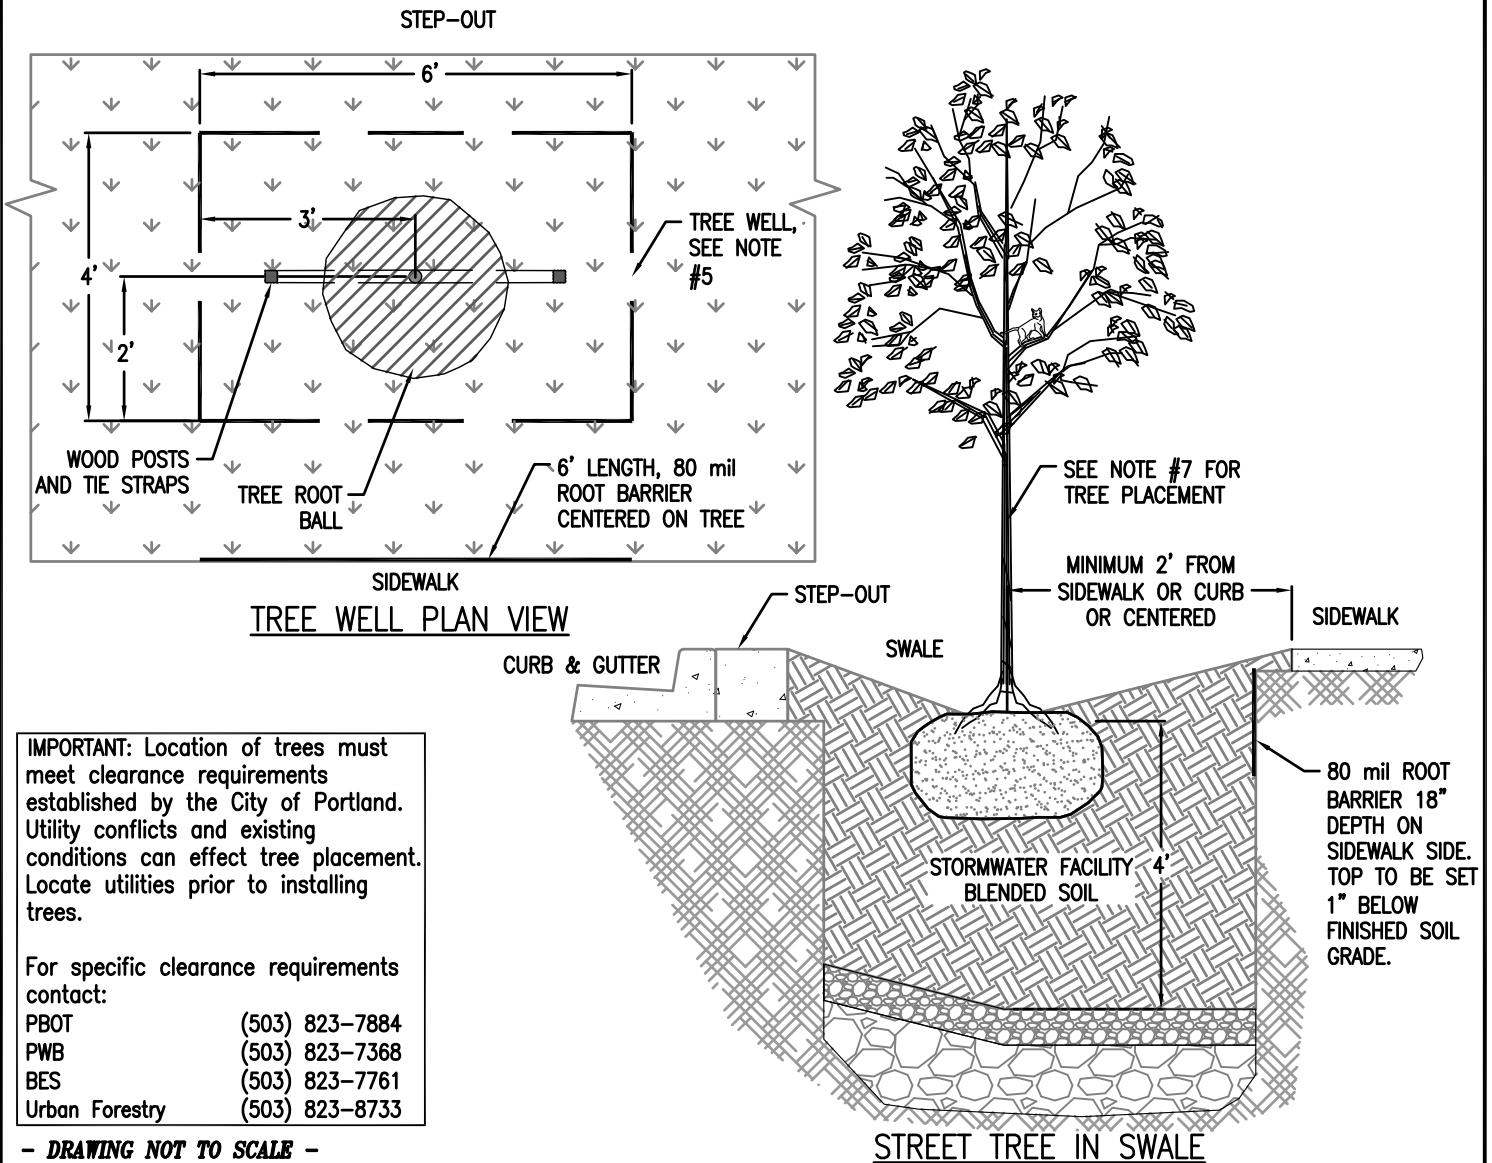 STEP-OUT
6'
3'
4'
2'
TREE WELL,
SEE NOTE
#5
WOOD POSTS
AND TIE STRAPS
TREE ROOT
BALL
6' LENGTH, 80 mil
ROOT BARRIER
CENTERED ON TREE
SIDEWALK
TREE WELL PLAN VIEW
SEE NOTE #7 FOR
TREE PLACEMENT
MINIMUM 2' FROM
SIDEWALK OR CURB
OR CENTERED
STEP-OUT
SIDEWALK
SWALE
CURB & GUTTER
STORMWATER FACILITY
BLENDED SOIL
4'
80 mil ROOT
BARRIER 18"
DEPTH ON
SIDEWALK SIDE.
TOP TO BE SET
1" BELOW
FINISHED SOIL
GRADE.
STREET TREE IN SWALE
IMPORTANT: Location of trees must
meet clearance requirements
established by the City of Portland.
Utility conflicts and existing
conditions can effect tree placement.
Locate utilities prior to installing
trees.
For specific clearance requirements
contact:
PBOT (503) 823-7884
PWB (503) 823-7368
BES (503) 823-7761
Urban Forestry (503) 823-8733
- DRAWING NOT TO SCALE -